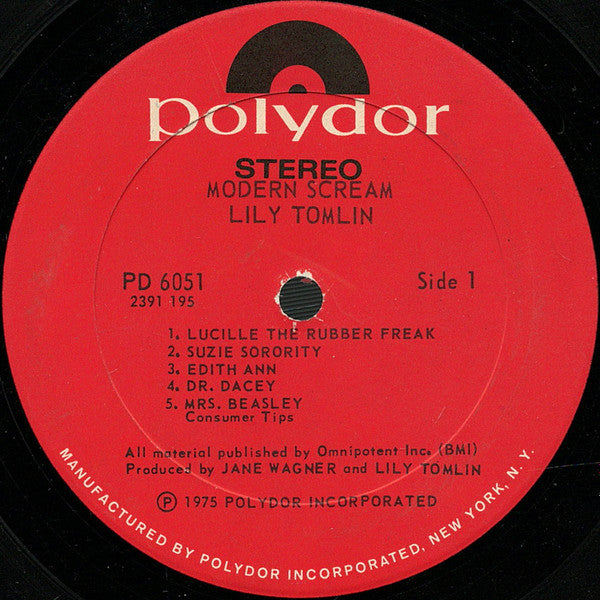 polydor
STEREO
MODERN SCREAM
LILY TOMLIN
PD 6051
2391 195
Side 1
1. LUCILLE THE RUBBER FREAK
2. SUZIE SORORITY
3. EDITH ANN
4. DR. DACEY
5. MRS. BEASLEY
Consumer Tips
All material published by Omnipotent Inc. (BMI)
Produced by JANE WAGNER and LILY TOMLIN
Ⓟ 1975 POLYDOR INCORPORATED
MANUFACTURED BY POLYDOR INCORPORATED, NEW YORK, N. Y.